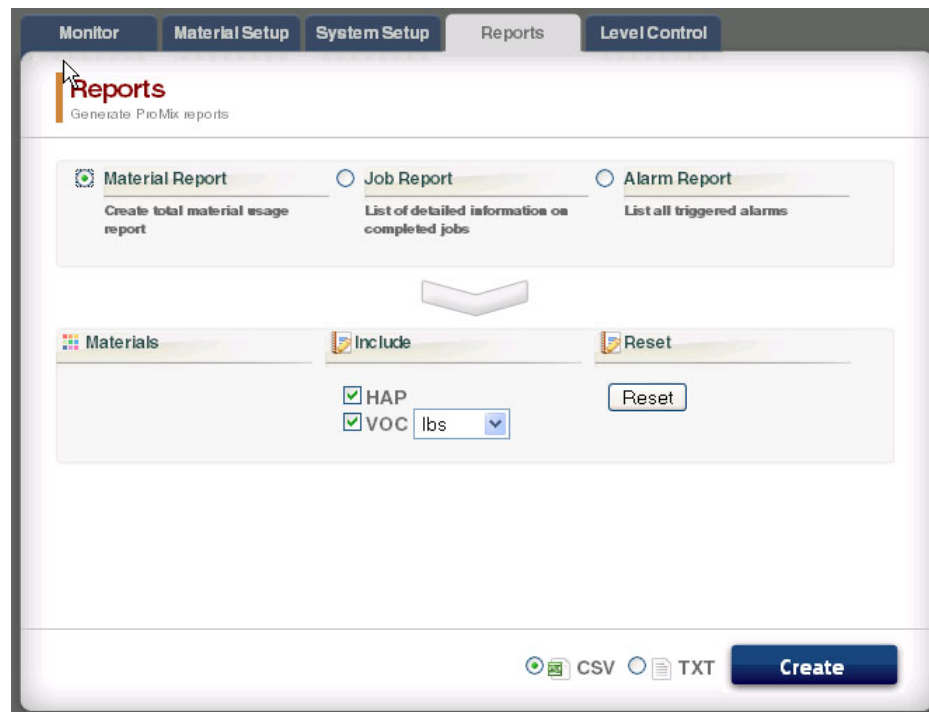 Monitor Material Setup System Setup Reports Level Control
Reports
Generate ProMix reports
Material Report Job Report Alarm Report
Create total material usage report
List of detailed information on completed jobs
List all triggered alarms
Materials Include Reset
HAP Reset
VOC lbs
CSV TXT Create